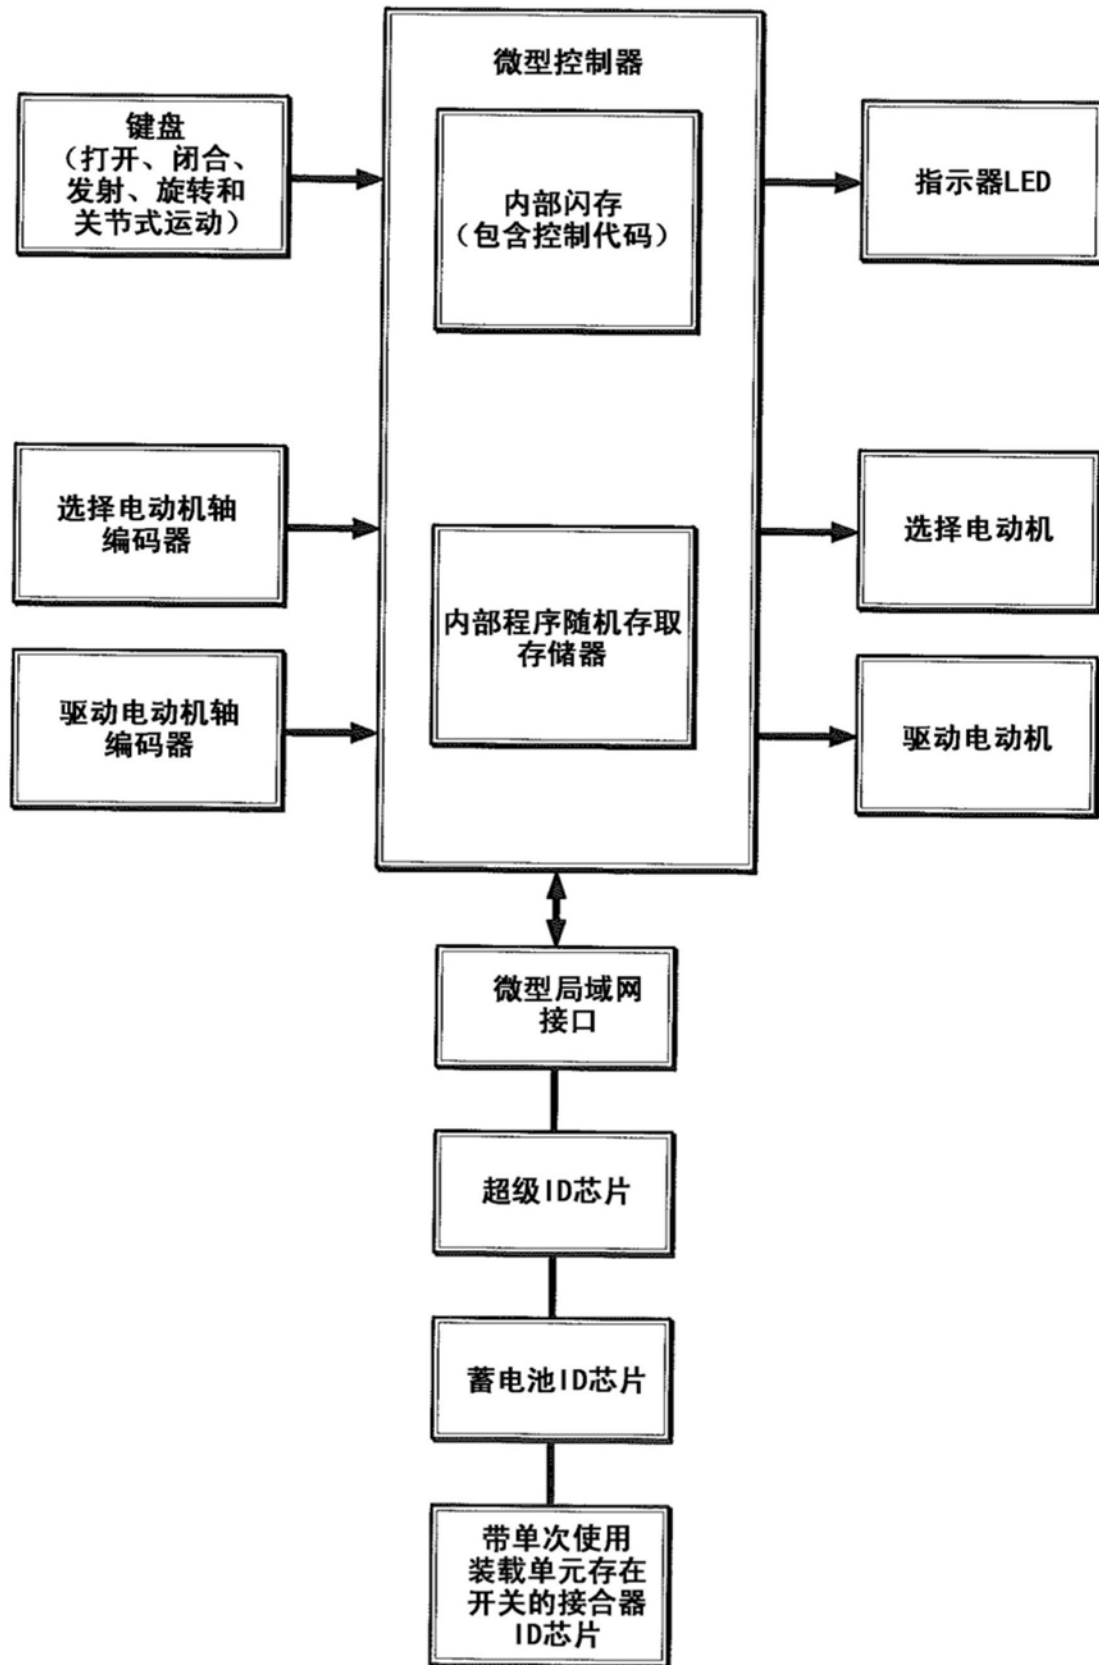 微型控制器
键盘
（打开、闭合、
发射、旋转和
关节式运动）
内部闪存
（包含控制代码）
指示器LED
选择电动机轴
编码器
选择电动机
内部程序随机存取
存储器
驱动电动机轴
编码器
驱动电动机
微型局域网
接口
超级ID芯片
蓄电池ID芯片
带单次使用
装载单元存在
开关的接合器
ID芯片